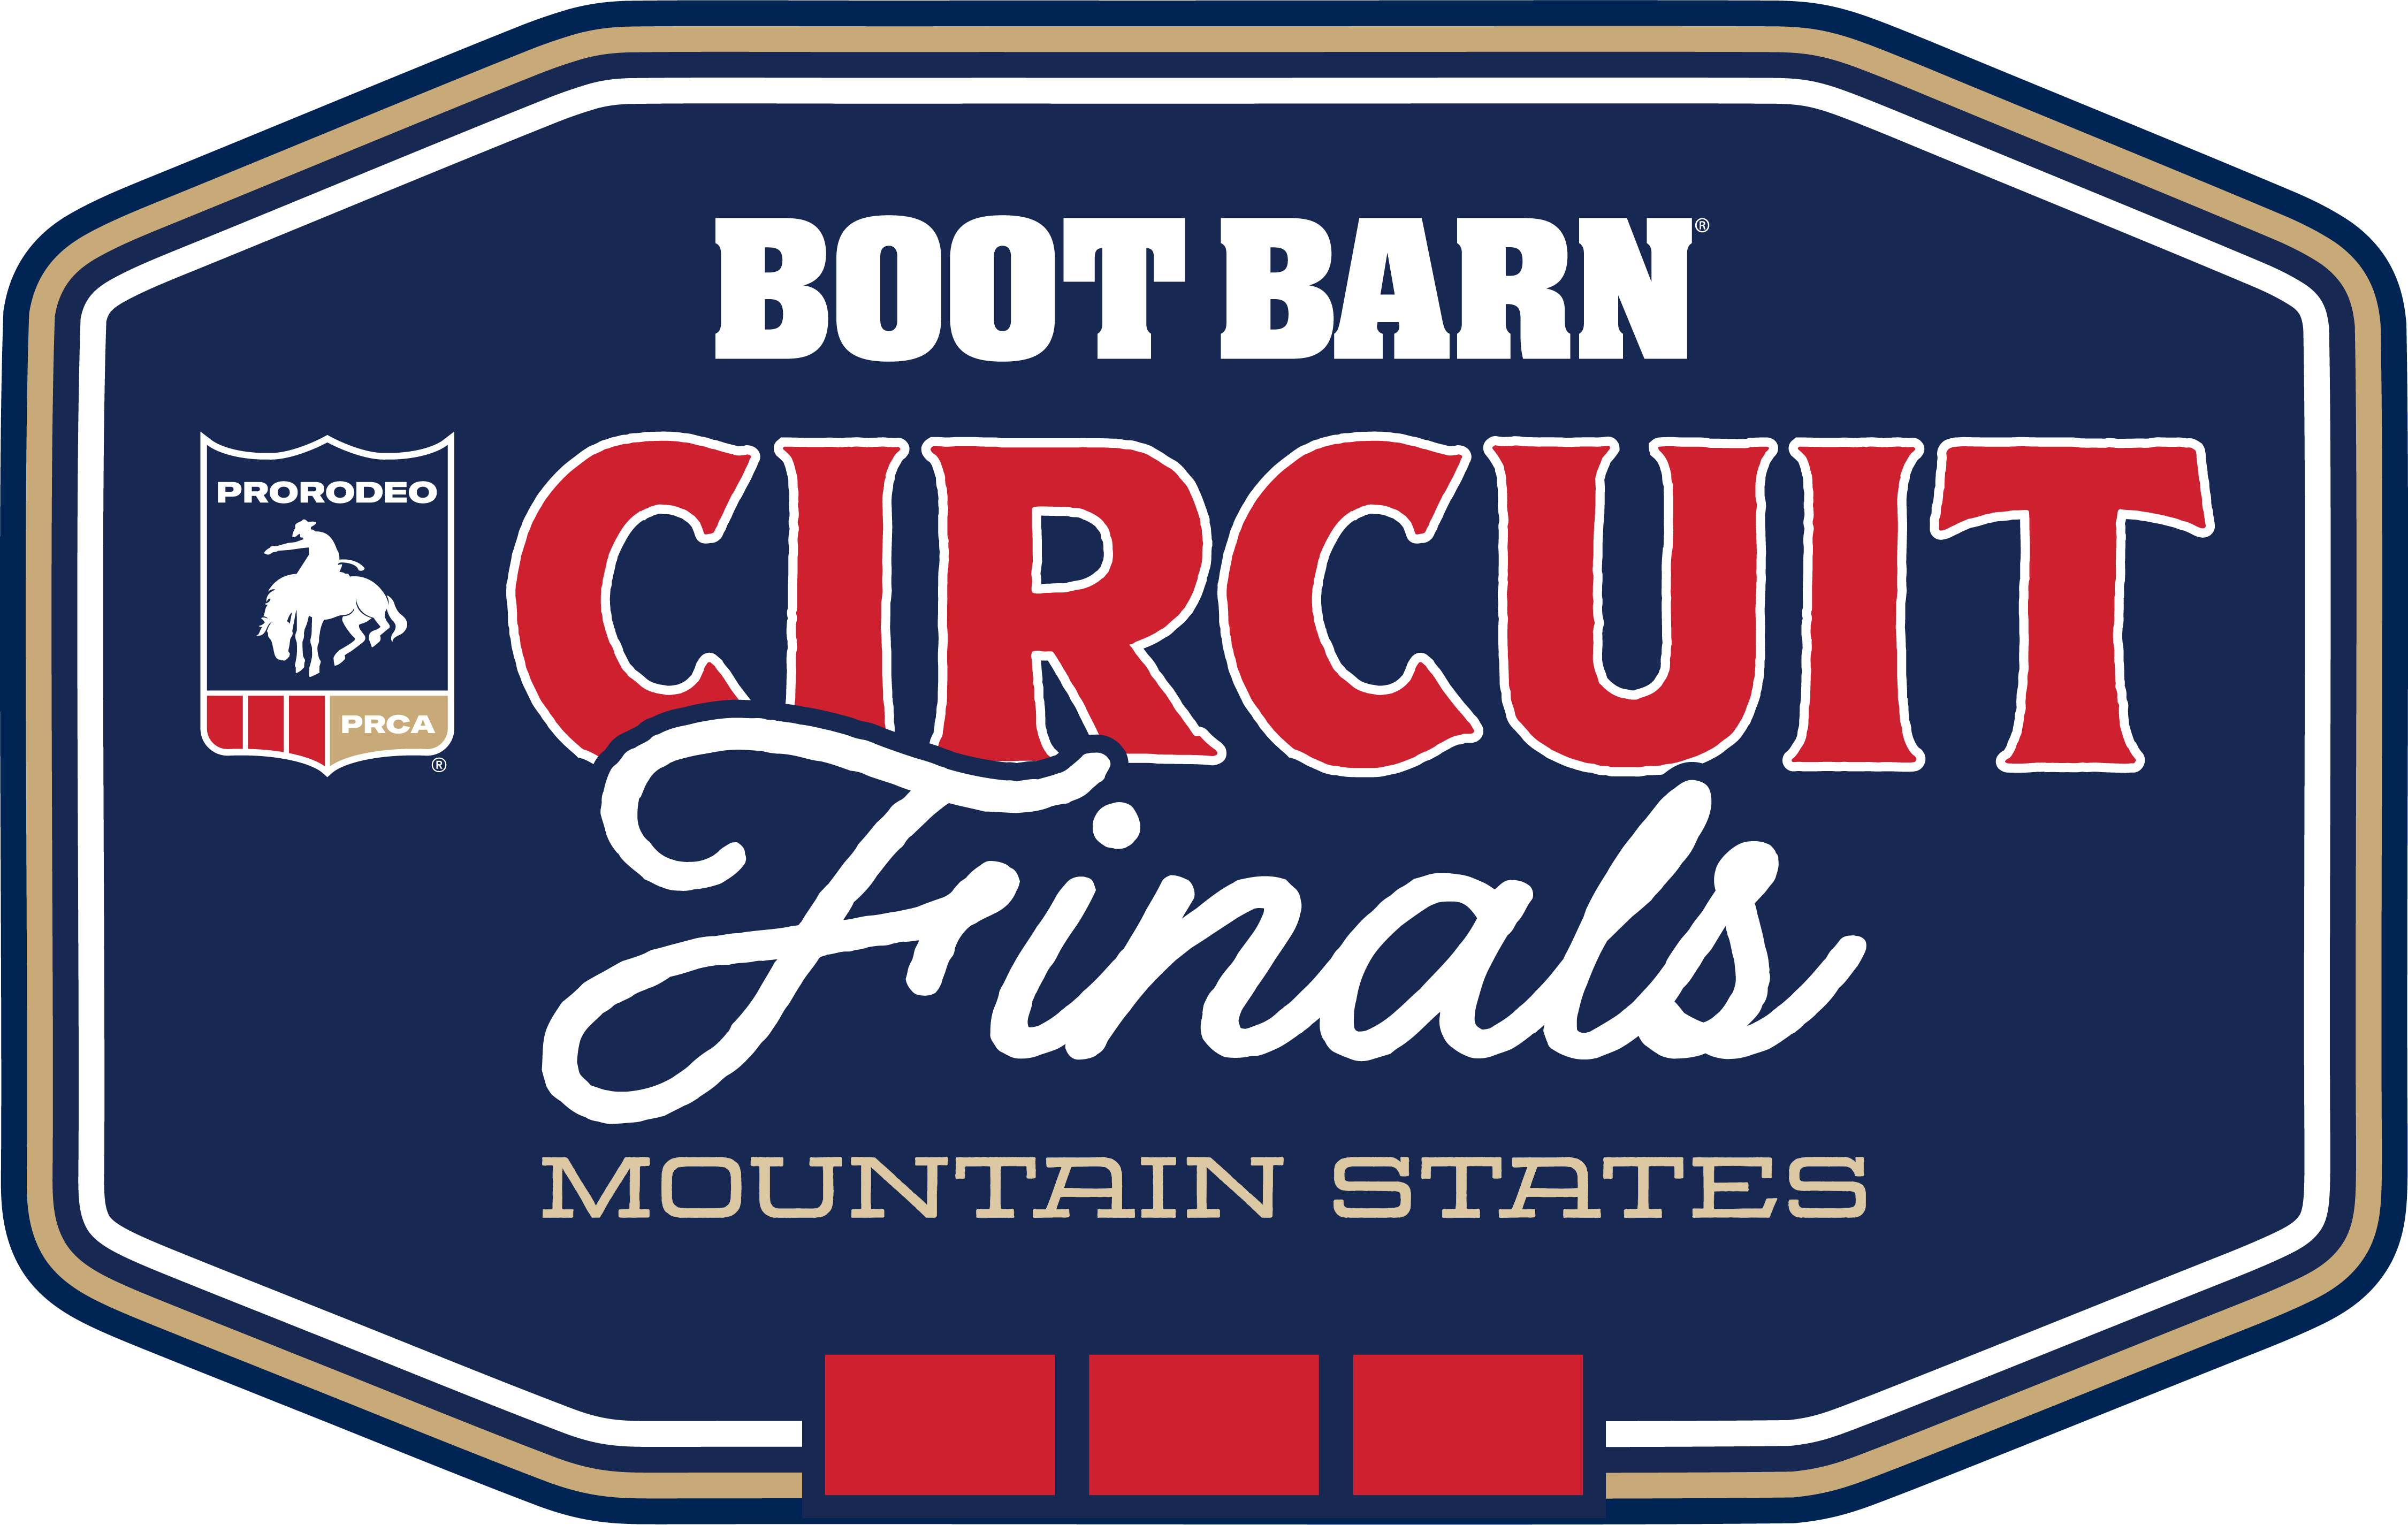 BOOT BARN®
PRORODEO
PRCA
®
CIRCUIT
Finals
MOUNTAIN STATES